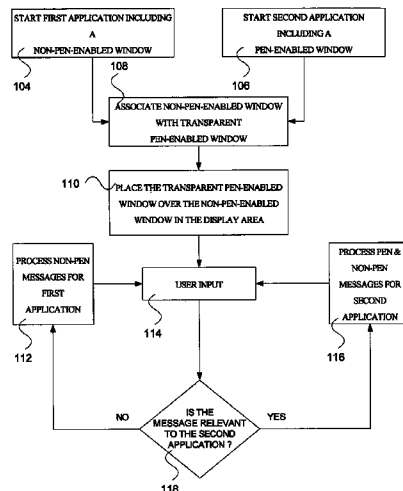 START FIRST APPLICATION INCLUDING
A
NON-PEN-ENABLED WINDOW
104
START SECOND APPLICATION
INCLUDING A
PEN-ENABLED WINDOW
106
108
ASSOCIATE NON-PEN-ENABLED WINDOW
WITH TRANSPARENT
PEN-ENABLED WINDOW
110
PLACE THE TRANSPARENT PEN-ENABLED
WINDOW OVER THE NON-PEN-ENABLED
WINDOW IN THE DISPLAY AREA
PROCESS NON-PEN
MESSAGES FOR
FIRST
APPLICATION
112
USER INPUT
114
PROCESS PEN &
NON-PEN
MESSAGES FOR
SECOND
APPLICATION
116
NO
IS THE
MESSAGE RELEVANT
TO THE SECOND
APPLICATION ?
YES
118